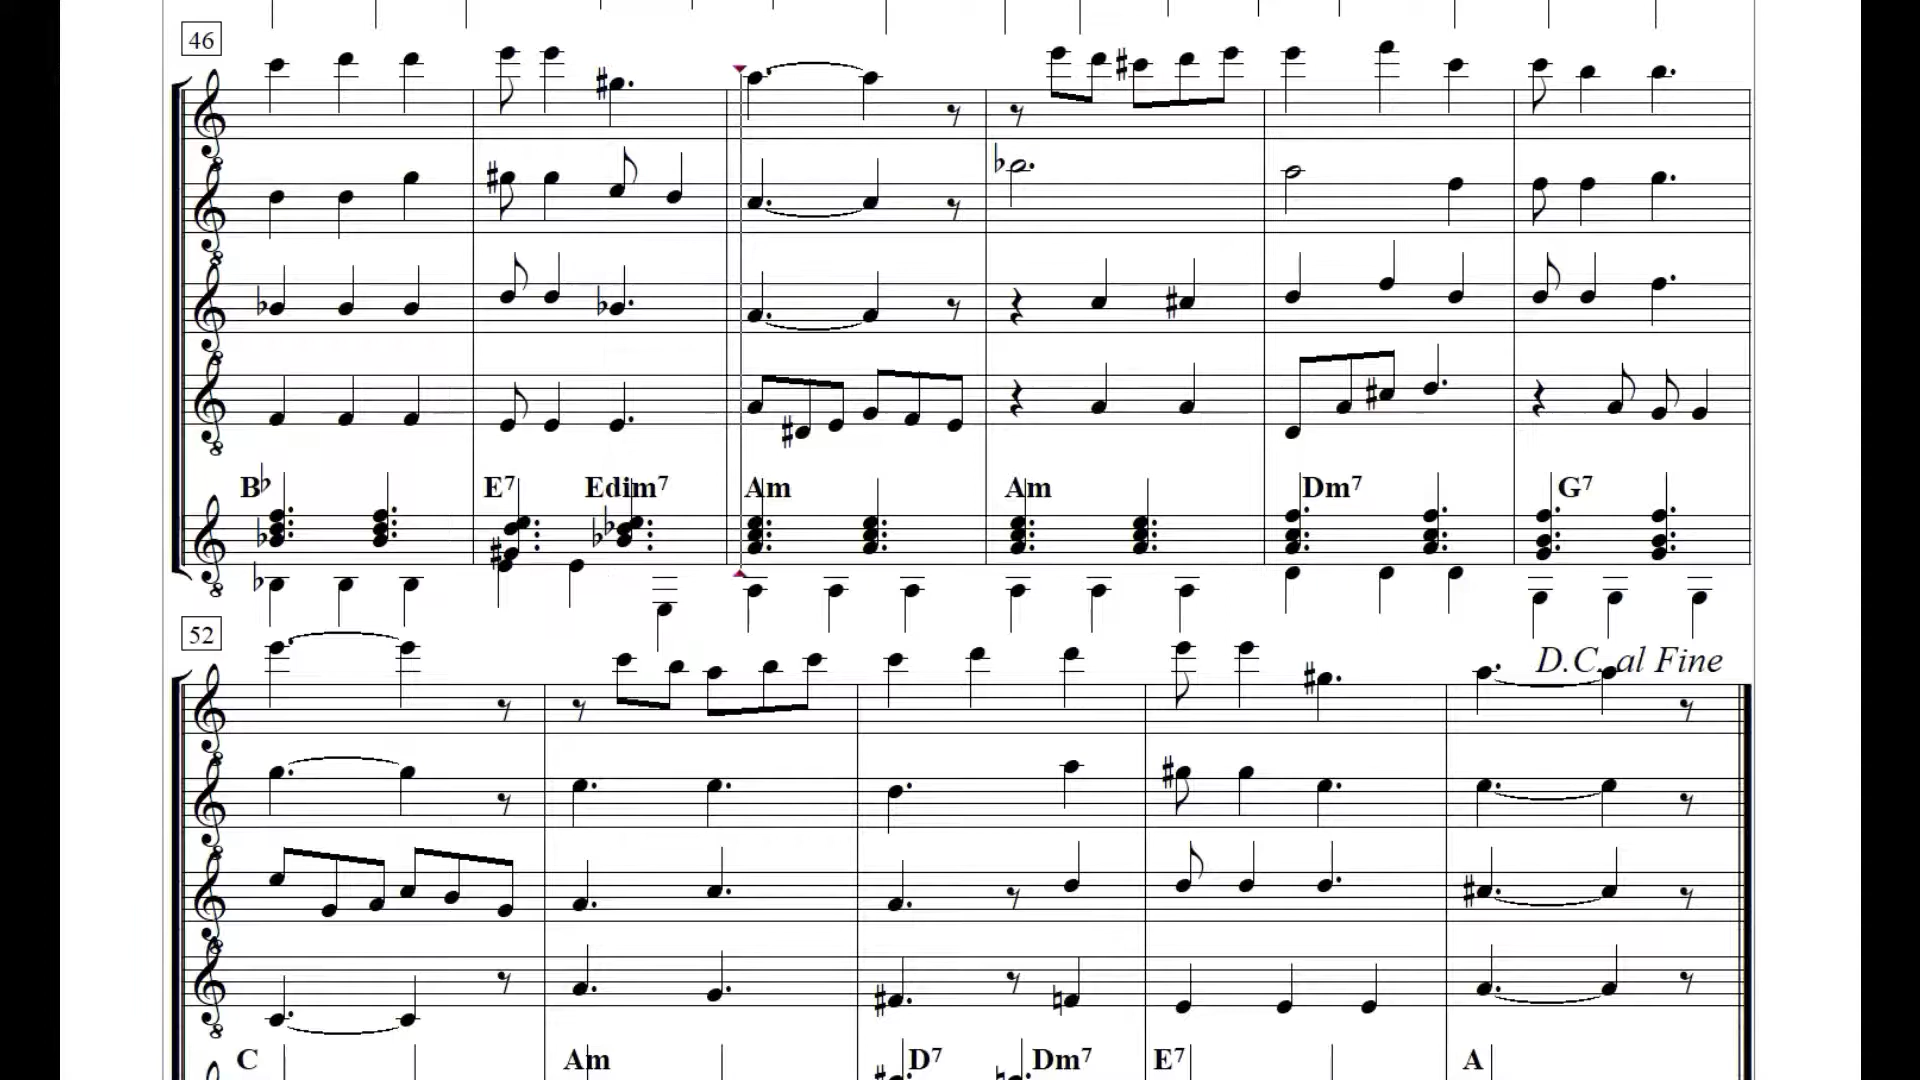 46
B♭ E7 Edim7 Am Am Dm7 G7
52
D.C. al Fine
C Am D7 Dm7 E7 A